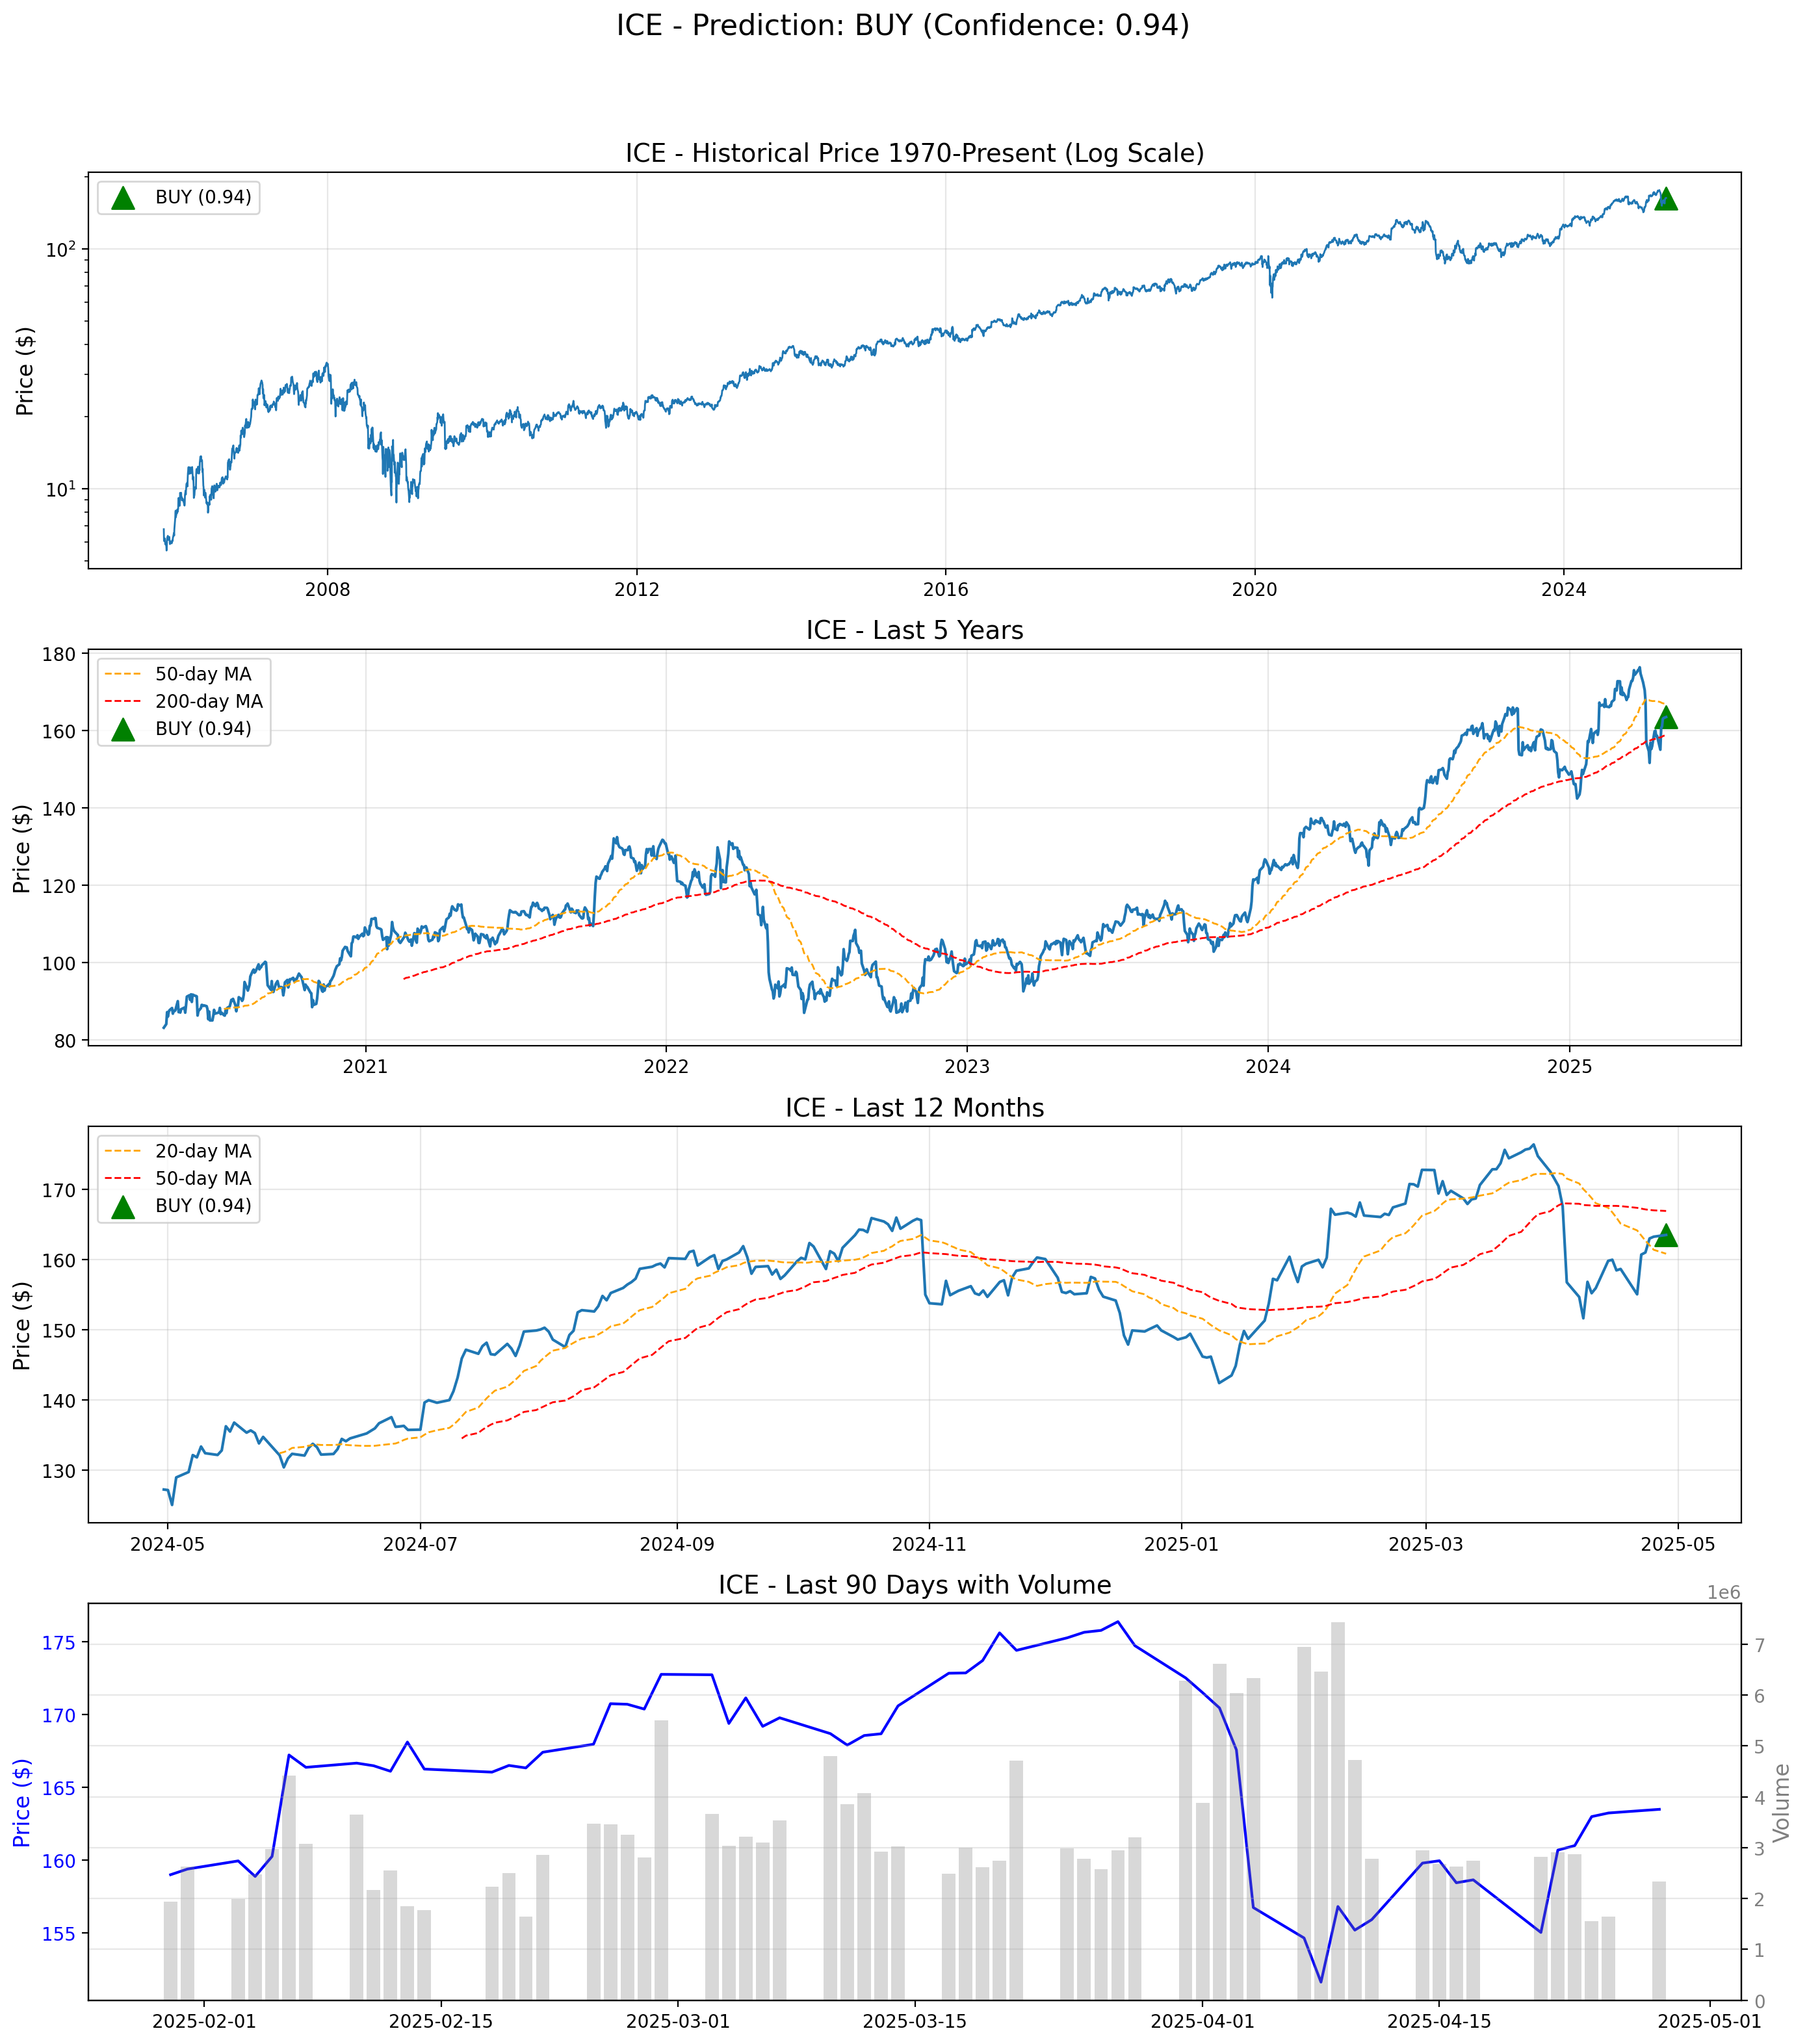 ICE - Prediction: BUY (Confidence: 0.94)
ICE - Historical Price 1970-Present (Log Scale)
BUY (0.94)
Price ($)
10²
10¹
2008 2012 2016 2020 2024
ICE - Last 5 Years
50-day MA
200-day MA
BUY (0.94)
Price ($)
180
160
140
120
100
80
2021 2022 2023 2024 2025
ICE - Last 12 Months
20-day MA
50-day MA
BUY (0.94)
Price ($)
170
160
150
140
130
2024-05 2024-07 2024-09 2024-11 2025-01 2025-03 2025-05
ICE - Last 90 Days with Volume
1e6
Price ($)
175
170
165
160
155
7
6
5
4
3
2
1
0
Volume
2025-02-01 2025-02-15 2025-03-01 2025-03-15 2025-04-01 2025-04-15 2025-05-01